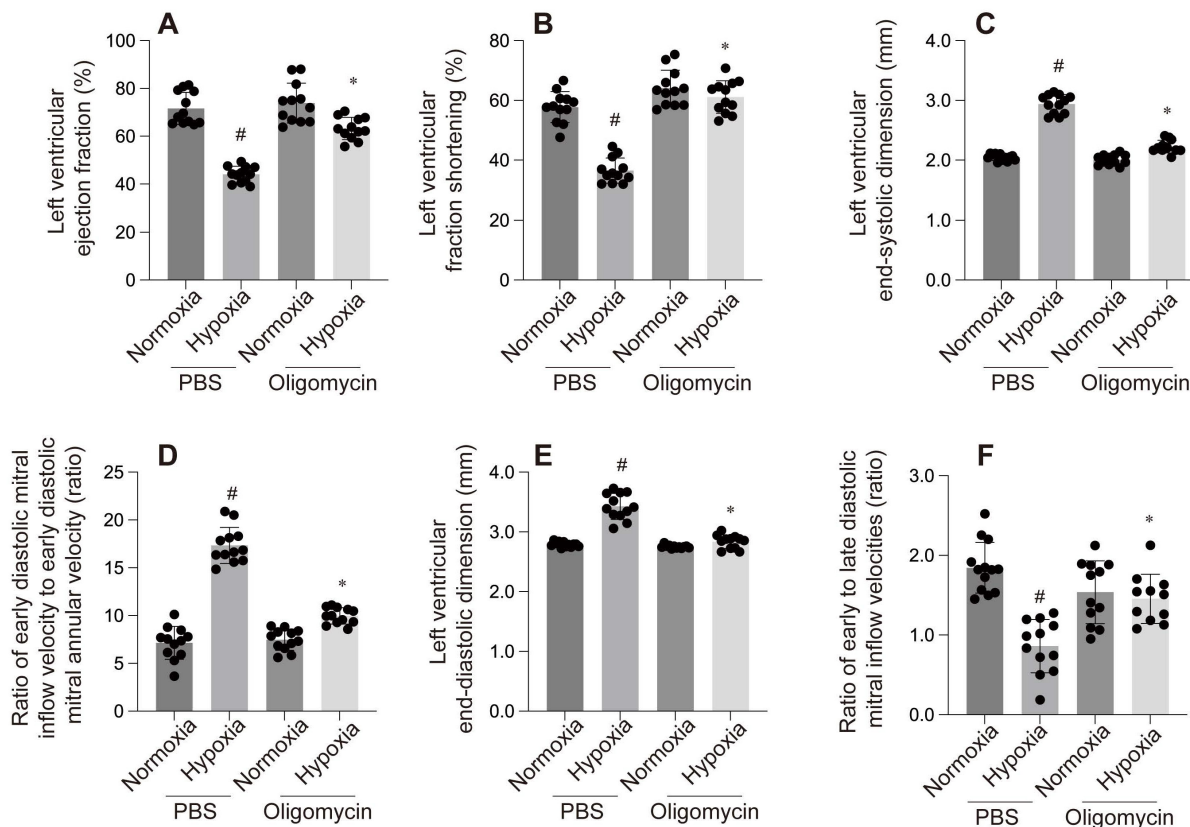 A
Left ventricular
ejection fraction (%)
100
80
60
40
20
0
#
*
Normoxia
Hypoxia
Normoxia
Hypoxia
PBS
Oligomycin
B
Left ventricular
fraction shortening (%)
80
60
40
20
0
#
*
Normoxia
Hypoxia
Normoxia
Hypoxia
PBS
Oligomycin
C
Left ventricular
end-systolic dimension (mm)
4.0
3.0
2.0
1.0
0.0
#
*
Normoxia
Hypoxia
Normoxia
Hypoxia
PBS
Oligomycin
D
Ratio of early diastolic mitral
inflow velocity to early diastolic
mitral annular velocity (ratio)
25
20
15
10
5
0
#
*
Normoxia
Hypoxia
Normoxia
Hypoxia
PBS
Oligomycin
E
Left ventricular
end-diastolic dimension (mm)
4.0
3.0
2.0
1.0
0.0
#
*
Normoxia
Hypoxia
Normoxia
Hypoxia
PBS
Oligomycin
F
Ratio of early to late diastolic
mitral inflow velocities (ratio)
3.0
2.0
1.0
0.0
#
*
Normoxia
Hypoxia
Normoxia
Hypoxia
PBS
Oligomycin